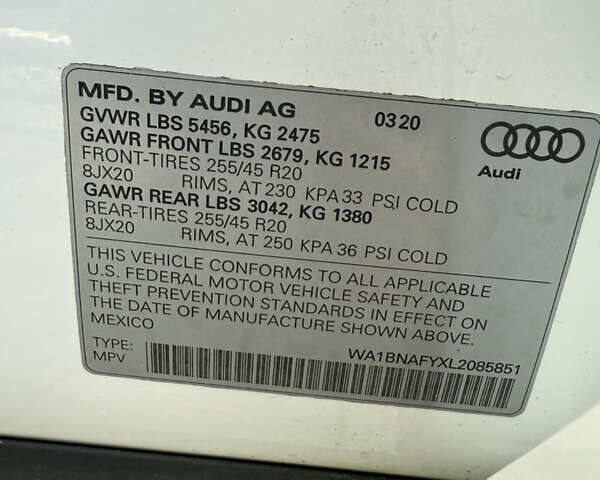 MFD. BY AUDI AG 0320
GVWR LBS 5456, KG 2475
GAWR FRONT LBS 2679, KG 1215
FRONT-TIRES 255/45 R20
8JX20 RIMS, AT 230 KPA 33 PSI COLD
GAWR REAR LBS 3042, KG 1380
REAR-TIRES 255/45 R20
8JX20 RIMS, AT 250 KPA 36 PSI COLD
Audi
THIS VEHICLE CONFORMS TO ALL APPLICABLE
U.S. FEDERAL MOTOR VEHICLE SAFETY AND
THEFT PREVENTION STANDARDS IN EFFECT ON
THE DATE OF MANUFACTURE SHOWN ABOVE.
MEXICO
TYPE:
MPV
WA1BNAFYXL2085851